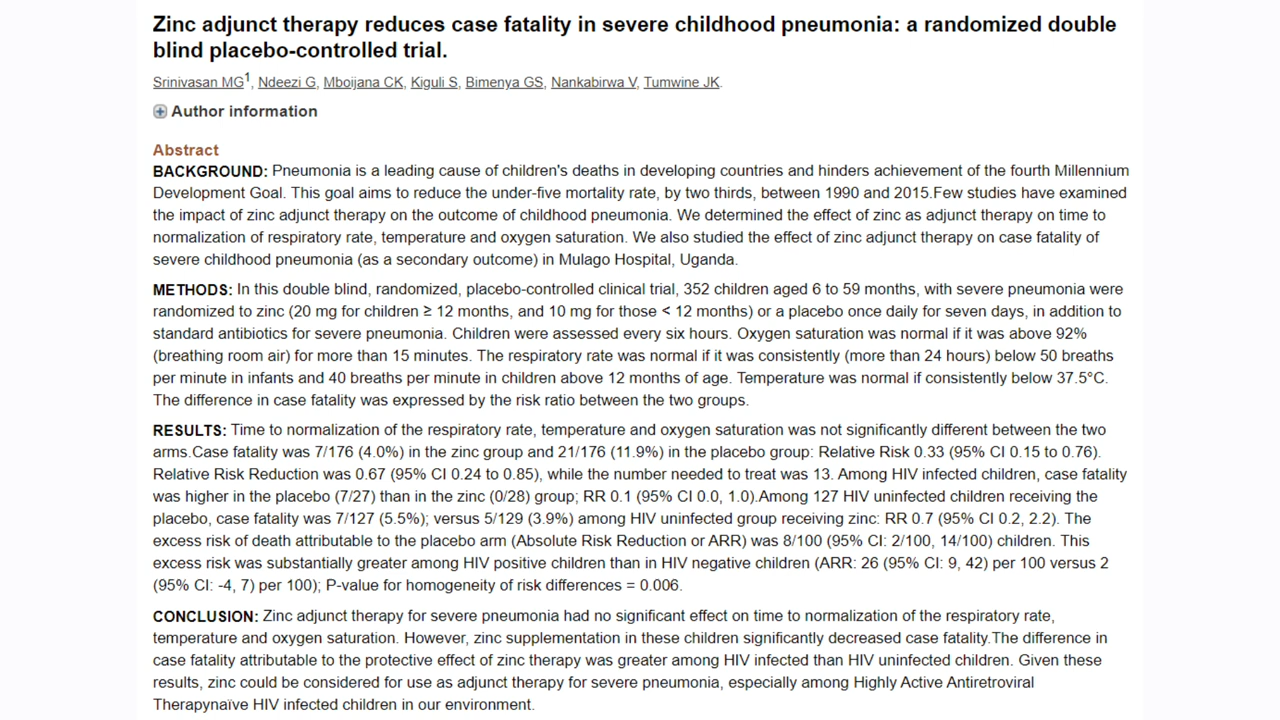 Zinc adjunct therapy reduces case fatality in severe childhood pneumonia: a randomized double
blind placebo-controlled trial.
Srinivasan MG1, Ndeezi G, Mboijana CK, Kiguli S, Bimenya GS, Nankabirwa V, Tumwine JK.
Author information
Abstract
BACKGROUND: Pneumonia is a leading cause of children's deaths in developing countries and hinders achievement of the fourth Millennium
Development Goal. This goal aims to reduce the under-five mortality rate, by two thirds, between 1990 and 2015.Few studies have examined
the impact of zinc adjunct therapy on the outcome of childhood pneumonia. We determined the effect of zinc as adjunct therapy on time to
normalization of respiratory rate, temperature and oxygen saturation. We also studied the effect of zinc adjunct therapy on case fatality of
severe childhood pneumonia (as a secondary outcome) in Mulago Hospital, Uganda.
METHODS: In this double blind, randomized, placebo-controlled clinical trial, 352 children aged 6 to 59 months, with severe pneumonia were
randomized to zinc (20 mg for children ≥ 12 months, and 10 mg for those < 12 months) or a placebo once daily for seven days, in addition to
standard antibiotics for severe pneumonia. Children were assessed every six hours. Oxygen saturation was normal if it was above 92%
(breathing room air) for more than 15 minutes. The respiratory rate was normal if it was consistently (more than 24 hours) below 50 breaths
per minute in infants and 40 breaths per minute in children above 12 months of age. Temperature was normal if consistently below 37.5°C.
The difference in case fatality was expressed by the risk ratio between the two groups.
RESULTS: Time to normalization of the respiratory rate, temperature and oxygen saturation was not significantly different between the two
arms.Case fatality was 7/176 (4.0%) in the zinc group and 21/176 (11.9%) in the placebo group: Relative Risk 0.33 (95% CI 0.15 to 0.76).
Relative Risk Reduction was 0.67 (95% CI 0.24 to 0.85), while the number needed to treat was 13. Among HIV infected children, case fatality
was higher in the placebo (7/27) than in the zinc (0/28) group; RR 0.1 (95% CI 0.0, 1.0).Among 127 HIV uninfected children receiving the
placebo, case fatality was 7/127 (5.5%); versus 5/129 (3.9%) among HIV uninfected group receiving zinc: RR 0.7 (95% CI 0.2, 2.2). The
excess risk of death attributable to the placebo arm (Absolute Risk Reduction or ARR) was 8/100 (95% CI: 2/100, 14/100) children. This
excess risk was substantially greater among HIV positive children than in HIV negative children (ARR: 26 (95% CI: 9, 42) per 100 versus 2
(95% CI: -4, 7) per 100); P-value for homogeneity of risk differences = 0.006.
CONCLUSION: Zinc adjunct therapy for severe pneumonia had no significant effect on time to normalization of the respiratory rate,
temperature and oxygen saturation. However, zinc supplementation in these children significantly decreased case fatality.The difference in
case fatality attributable to the protective effect of zinc therapy was greater among HIV infected than HIV uninfected children. Given these
results, zinc could be considered for use as adjunct therapy for severe pneumonia, especially among Highly Active Antiretroviral
Therapynaïve HIV infected children in our environment.